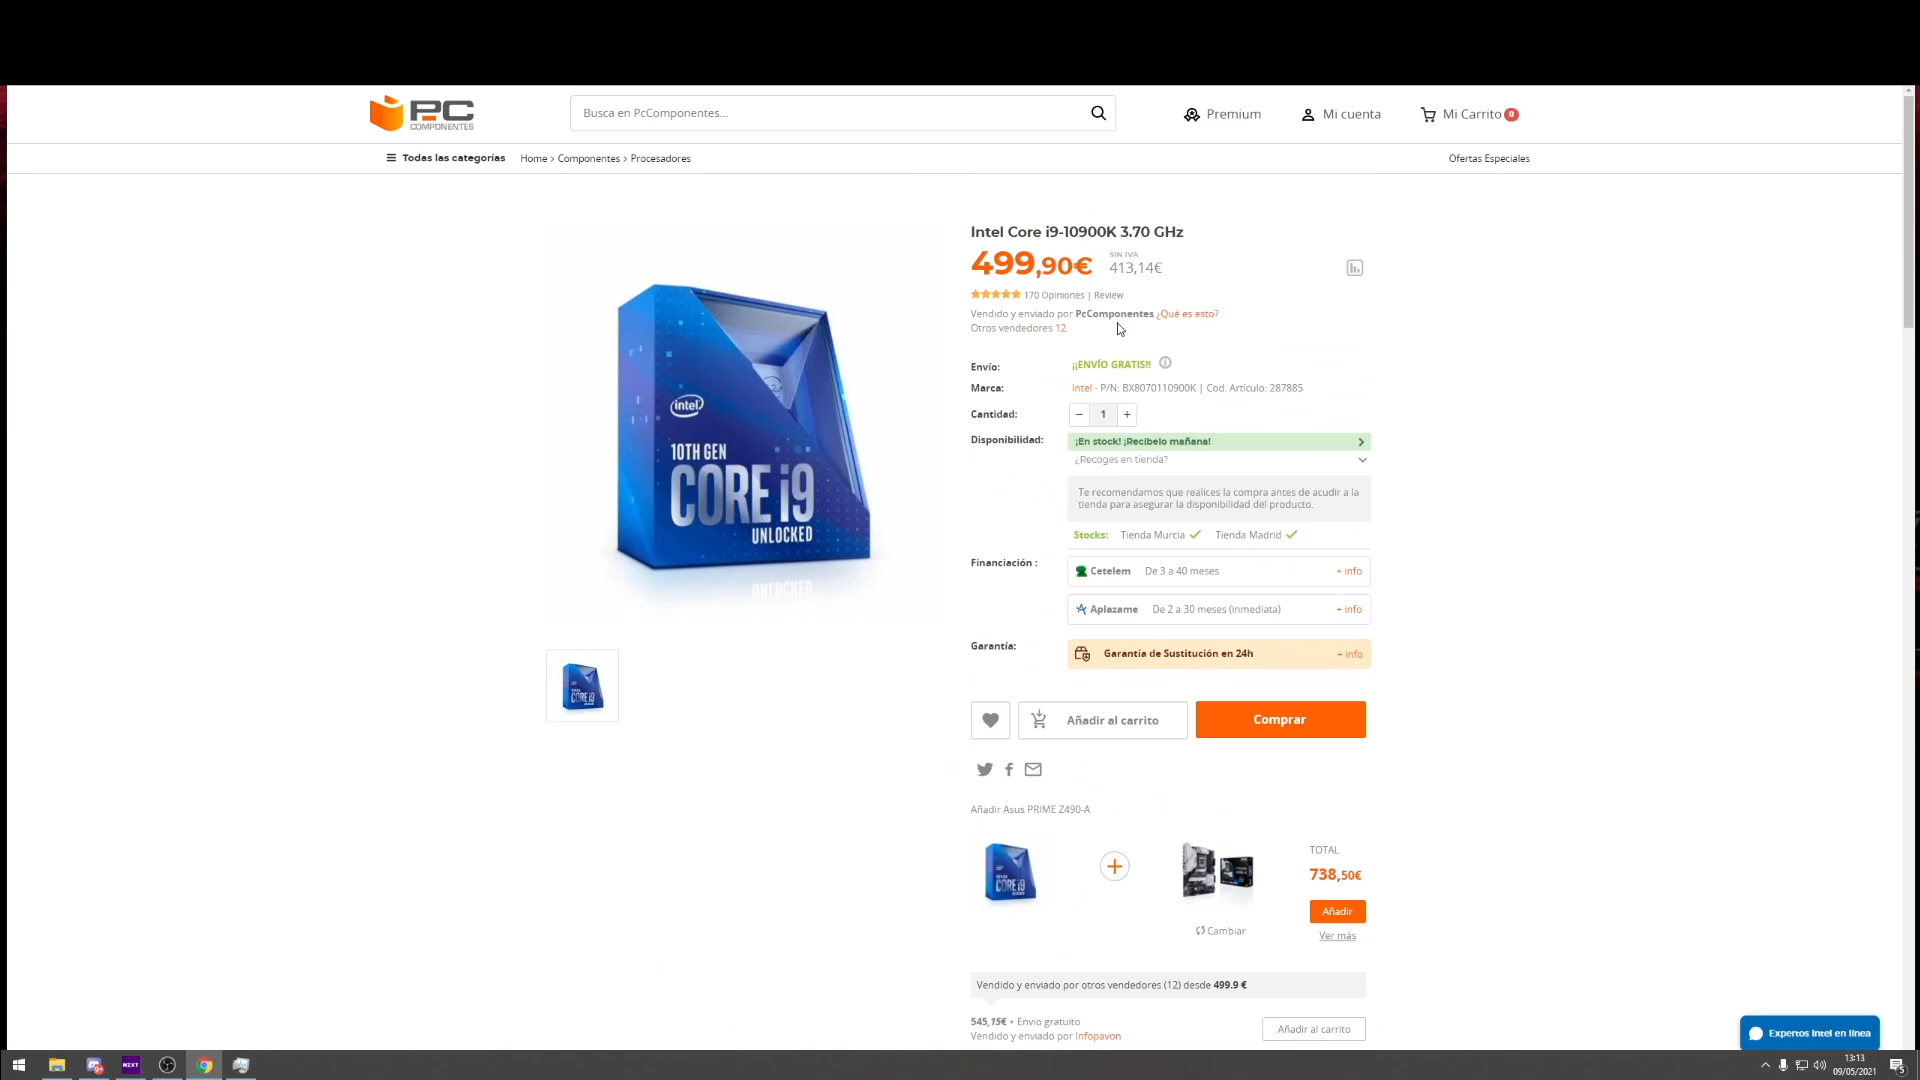 PC
COMPONENTES
Busca en PcComponentes...
Premium
Mi cuenta
Mi Carrito 0
Todas las categorías
Home > Componentes > Procesadores
Ofertas Especiales
Intel Core i9-10900K 3.70 GHz
499,90€
SIN IVA
413,14€
170 Opiniones | Review
Vendido y enviado por PcComponentes ¿Qué es esto?
Otros vendedores 12
Envío:
¡¡ENVÍO GRATIS!!
Marca:
Intel - P/N: BX8070110900K | Cod. Artículo: 287885
Cantidad:
− 1 +
Disponibilidad:
¡En stock! ¡Recíbelo mañana!
¿Recoges en tienda?
Te recomendamos que realices la compra antes de acudir a la
tienda para asegurar la disponibilidad del producto.
Stocks: Tienda Murcia Tienda Madrid
Financiación :
Cetelem De 3 a 40 meses + info
Aplazame De 2 a 30 meses (inmediata) + info
Garantía:
Garantía de Sustitución en 24h + info
Añadir al carrito
Comprar
intel
10TH GEN
CORE i9
UNLOCKED
CORE i9
Añadir Asus PRIME Z490-A
CORE i9
Cambiar
TOTAL
738,50€
Añadir
Ver más
Vendido y enviado por otros vendedores (12) desde 499.9 €
545,15€ + Envio gratuito
Vendido y enviado por Infopavon
Añadir al carrito
Expertos Intel en línea
NZXT
13:13
09/05/2021
5